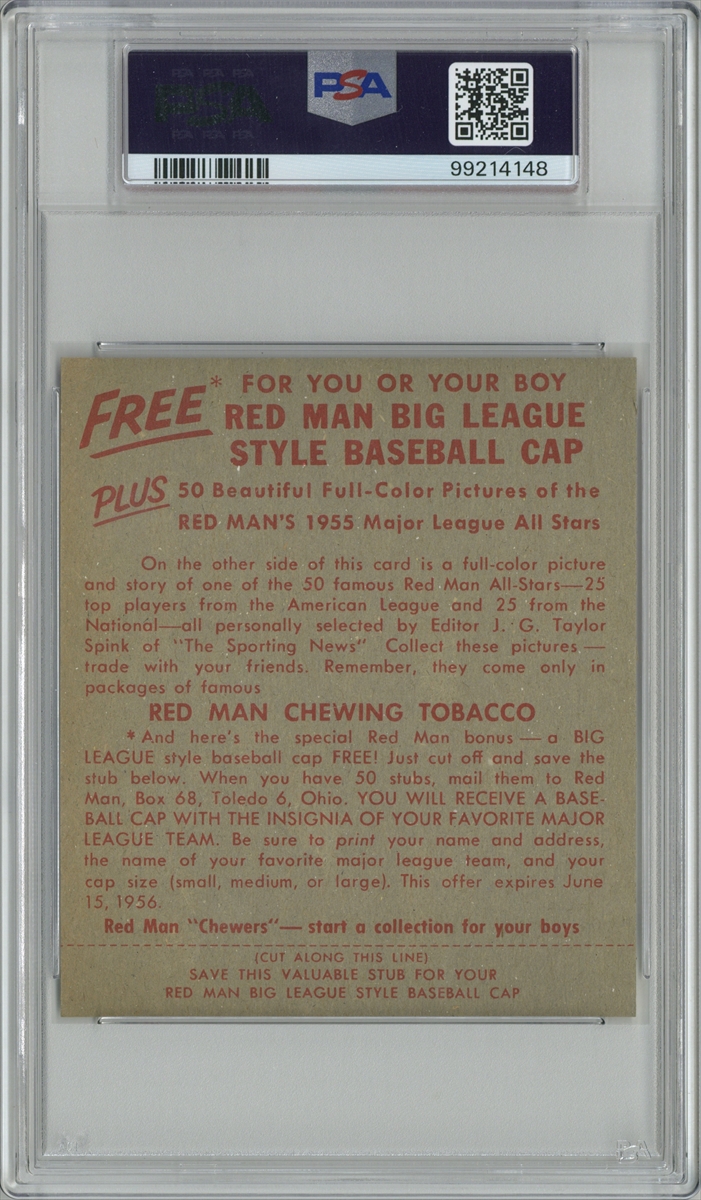 PSA
99214148
FREE* FOR YOU OR YOUR BOY
RED MAN BIG LEAGUE
STYLE BASEBALL CAP
PLUS 50 Beautiful Full-Color Pictures of the
RED MAN'S 1955 Major League All Stars
On the other side of this card is a full-color picture
and story of one of the 50 famous Red Man All-Stars—25
top players from the American League and 25 from the
National—all personally selected by Editor J. G. Taylor
Spink of "The Sporting News" Collect these pictures—
trade with your friends. Remember, they come only in
packages of famous
RED MAN CHEWING TOBACCO
*And here's the special Red Man bonus—a BIG
LEAGUE style baseball cap FREE! Just cut off and save the
stub below. When you have 50 stubs, mail them to Red
Man, Box 68, Toledo 6, Ohio. YOU WILL RECEIVE A BASE-
BALL CAP WITH THE INSIGNIA OF YOUR FAVORITE MAJOR
LEAGUE TEAM. Be sure to print your name and address,
the name of your favorite major league team, and your
cap size (small, medium, or large). This offer expires June
15, 1956.
Red Man "Chewers"—start a collection for your boys
(CUT ALONG THIS LINE)
SAVE THIS VALUABLE STUB FOR YOUR
RED MAN BIG LEAGUE STYLE BASEBALL CAP